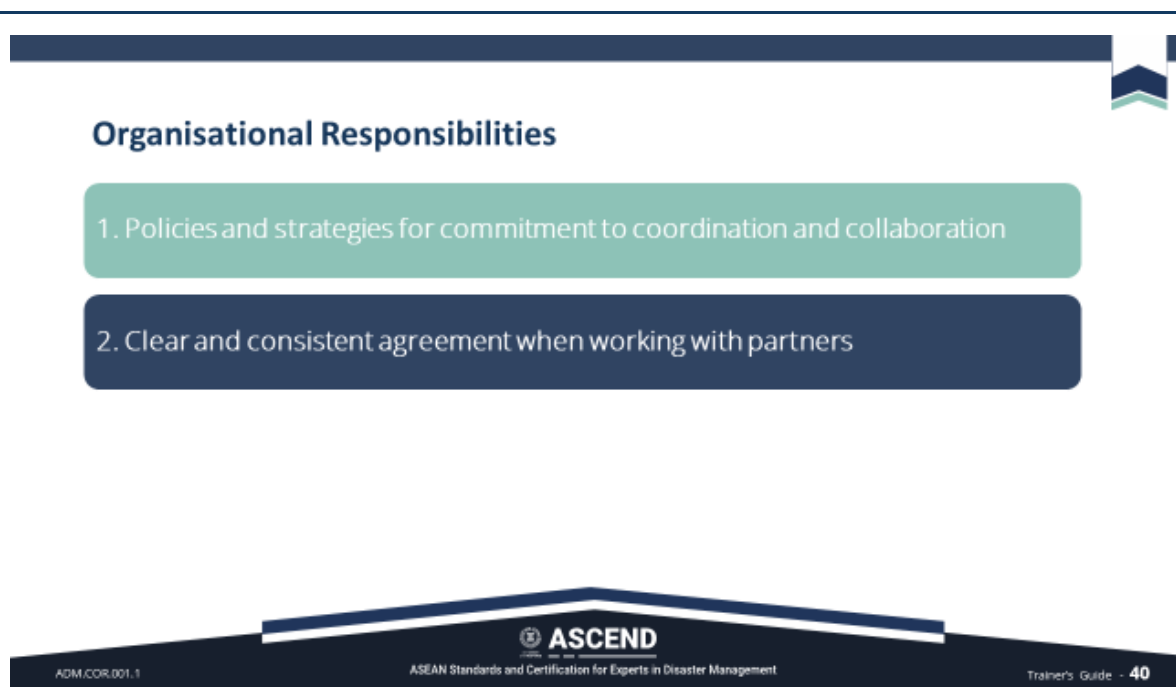 Organisational Responsibilities
1. Policies and strategies for commitment to coordination and collaboration
2. Clear and consistent agreement when working with partners
ASCEND
ADM.COR.001.1
ASEAN Standards and Certification for Experts in Disaster Management
Trainer's Guide - 40